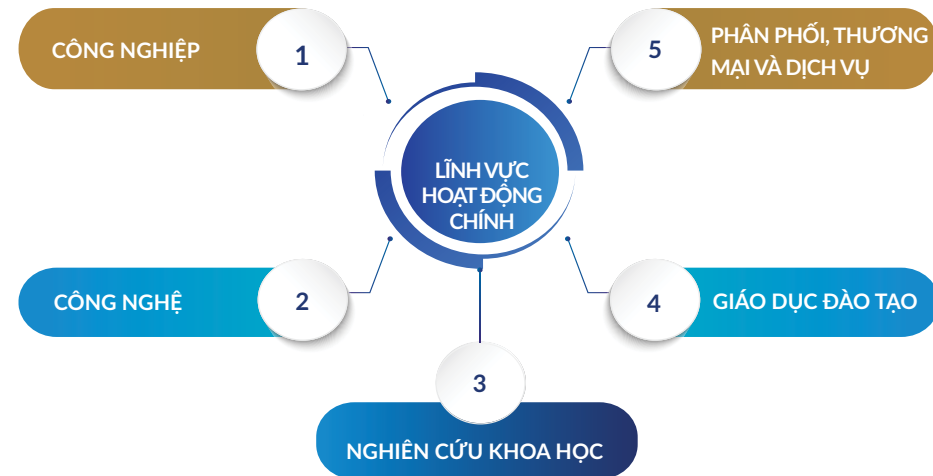 LĨNH VỰC
HOẠT ĐỘNG
CHÍNH
CÔNG NGHIỆP
1
CÔNG NGHỆ
2
3
NGHIÊN CỨU KHOA HỌC
4
GIÁO DỤC ĐÀO TẠO
5
PHÂN PHỐI, THƯƠNG
MẠI VÀ DỊCH VỤ